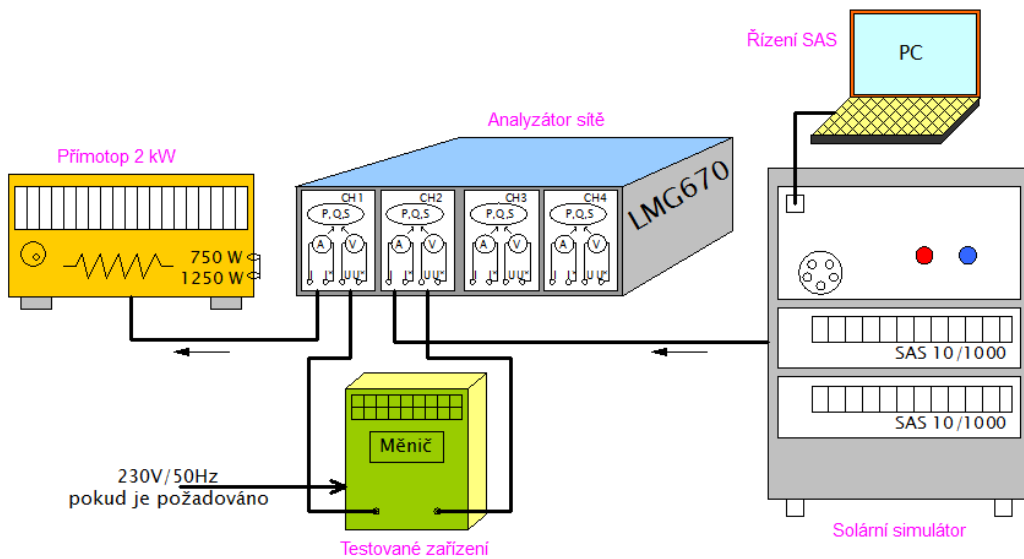 Řízení SAS
PC
Analyzátor sítě
Přímotop 2 kW
LMG670
CH1
CH2
CH3
CH4
P,Q,S
P,Q,S
P,Q,S
P,Q,S
A V
A V
A V
A V
I I* U U*
I I* U U*
I I* U U*
I I* U U*
750 W
1250 W
SAS 10/1000
SAS 10/1000
Měnič
230V/50Hz
pokud je požadováno
Solární simulátor
Testované zařízení